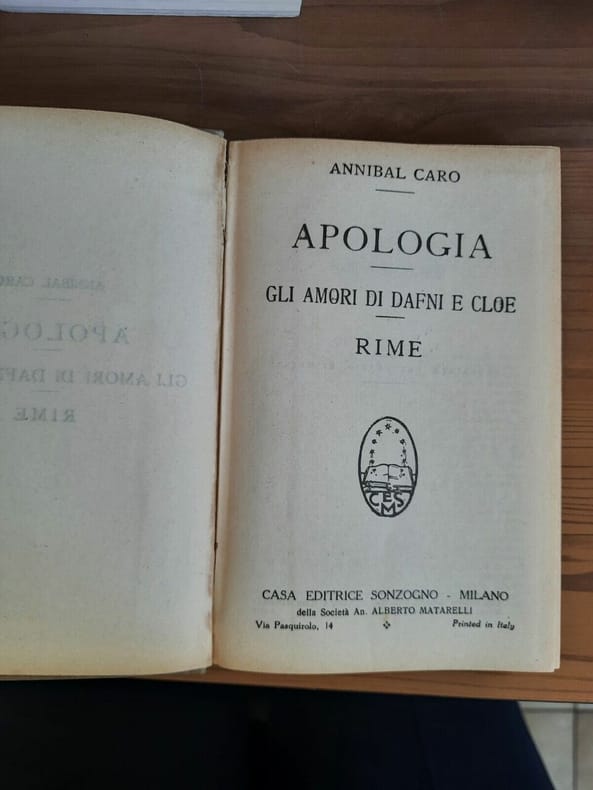 ANNIBAL CARO
APOLOGIA
GLI AMORI DI DAFNI E CLOE
RIME
CESM
CASA EDITRICE SONZOGNO - MILANO
della Società An. ALBERTO MATARELLI
Via Pasquirolo, 14 Printed in Italy